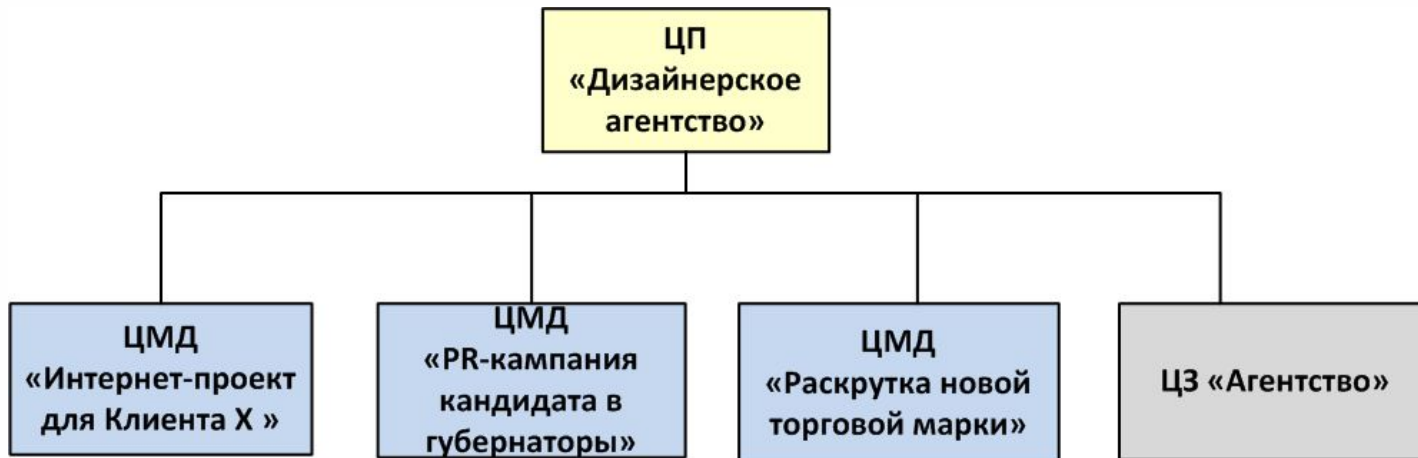 ЦП
«Дизайнерское
агентство»
ЦМД
«Интернет-проект
для Клиента Х »
ЦМД
«PR-кампания
кандидата в
губернаторы»
ЦМД
«Раскрутка новой
торговой марки»
ЦЗ «Агентство»